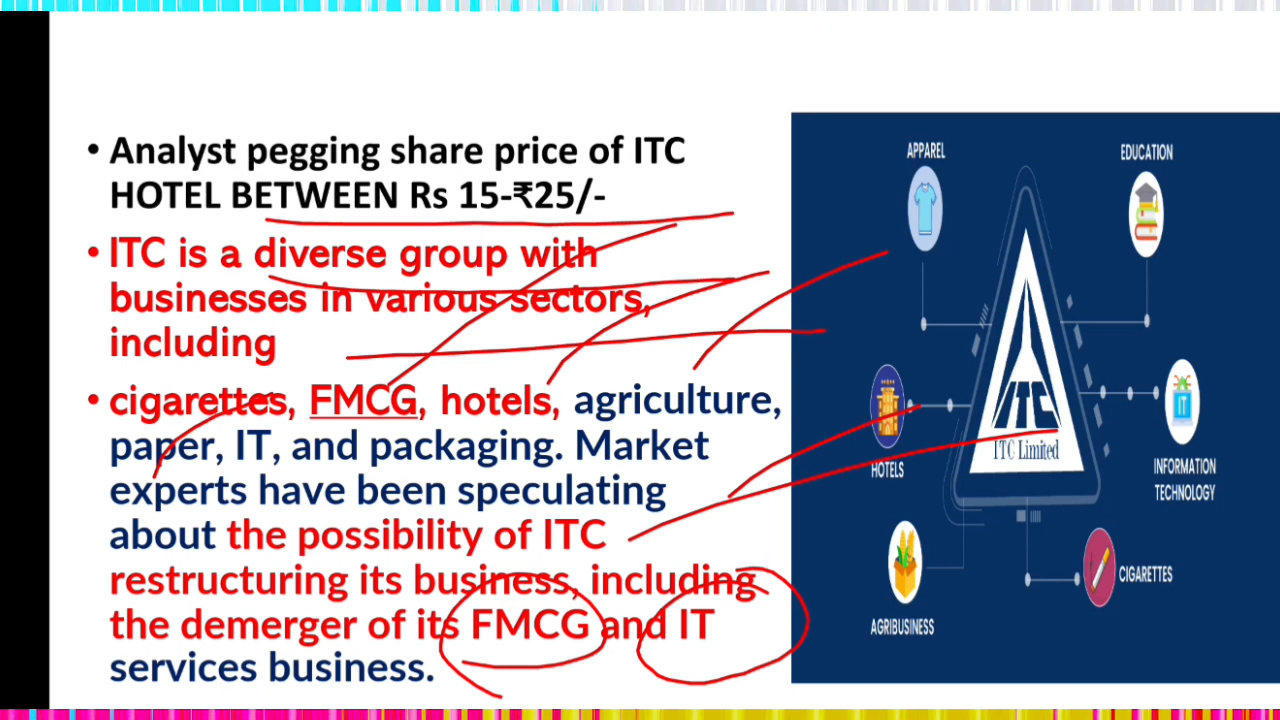 • Analyst pegging share price of ITC
HOTEL BETWEEN Rs 15-₹25/-
• ITC is a diverse group with
businesses in various sectors,
including
• cigarettes, FMCG, hotels, agriculture,
paper, IT, and packaging. Market
experts have been speculating
about the possibility of ITC
restructuring its business, including
the demerger of its FMCG and IT
services business.
APPAREL
EDUCATION
ITC
ITC Limited
HOTELS
IT
INFORMATION
TECHNOLOGY
CIGARETTES
AGRIBUSINESS